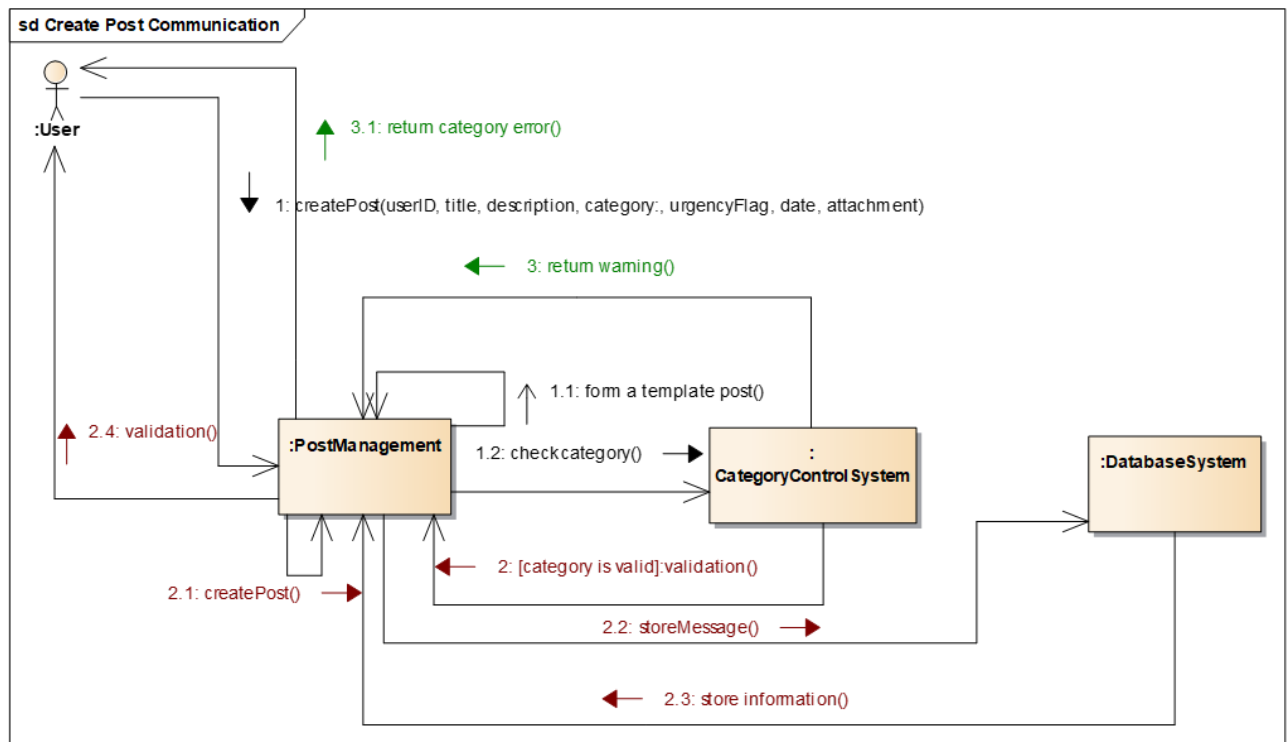 sd Create Post Communication
:User
3.1: return category error()
1: createPost(userID, title, description, category:, urgencyFlag, date, attachment)
3: return warning()
1.1: form a template post()
2.4: validation()
:PostManagement
1.2: checkcategory()
:
CategoryControlSystem
:DatabaseSystem
2: [category is valid]:validation()
2.1: createPost()
2.2: storeMessage()
2.3: store information()